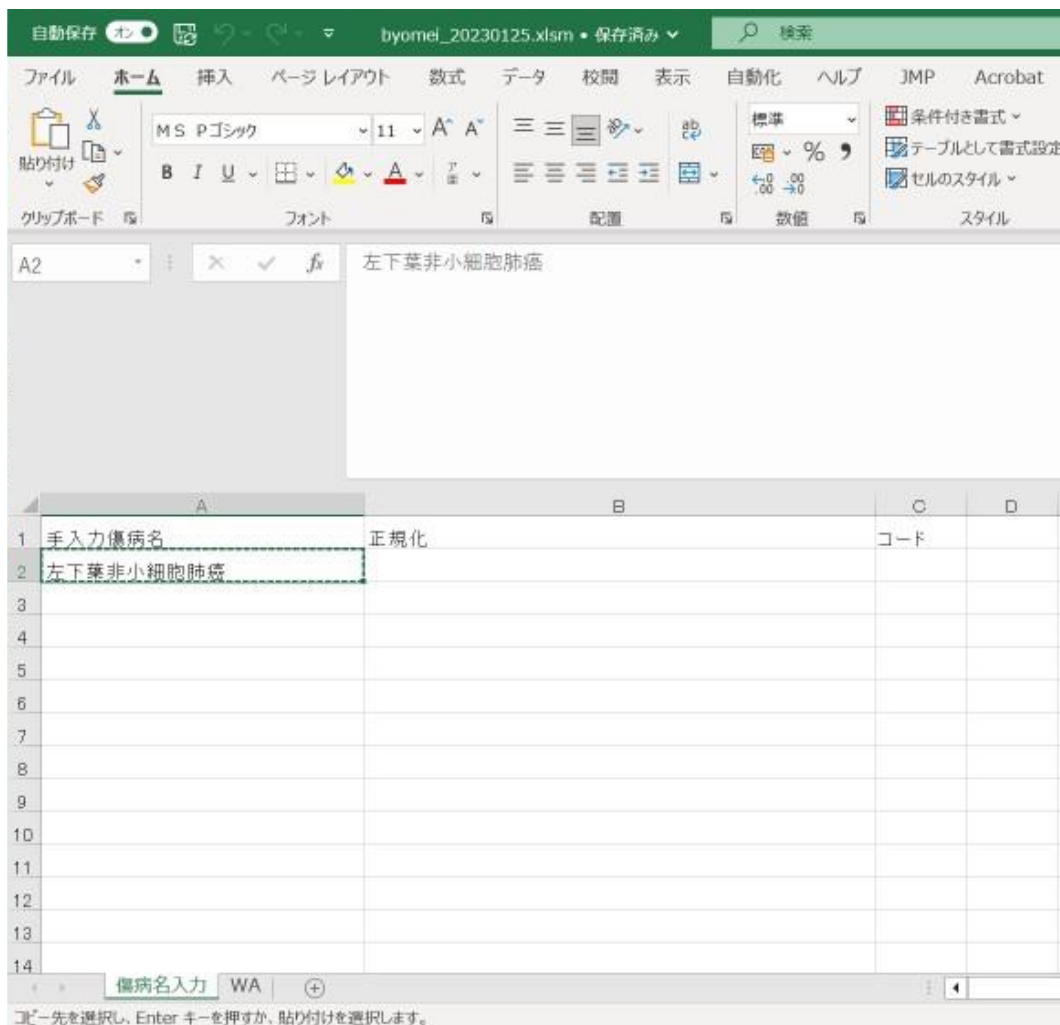 自動保存 オン byomei_20230125.xlsm • 保存済み 検索
ファイル ホーム 挿入 ページ レイアウト 数式 データ 校閲 表示 自動化 ヘルプ JMP Acrobat
貼り付け MS Pゴシック 11 A A ab 標準 条件付き書式
B I U A % 9 テーブルとして書式設定
.00 .00 セルのスタイル
クリップボード フォント 配置 数値 スタイル
A2 fx 左下葉非小細胞肺癌
A B C D
1 手入力傷病名 正規化 コード
2 左下葉非小細胞肺癌
3
4
5
6
7
8
9
10
11
12
13
14
傷病名入力 WA
コピー先を選択し、Enter キーを押すか、貼り付けを選択します。